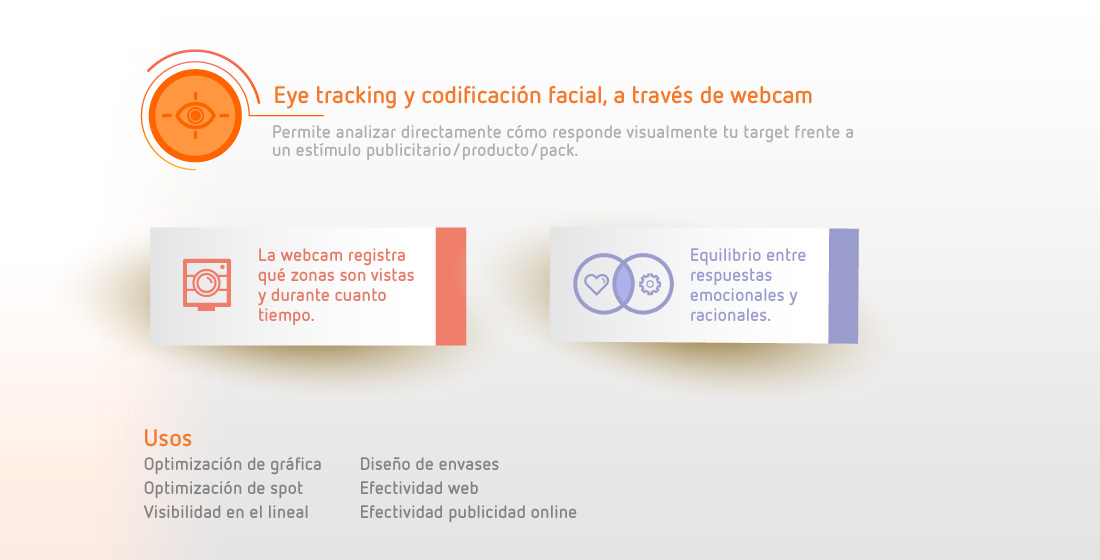 Eye tracking y codificación facial, a través de webcam
Permite analizar directamente cómo responde visualmente tu target frente a
un estímulo publicitario/producto/pack.
La webcam registra
qué zonas son vistas
y durante cuanto
tiempo.
Equilibrio entre
respuestas
emocionales y
racionales.
Usos
Optimización de gráfica
Optimización de spot
Visibilidad en el lineal
Diseño de envases
Efectividad web
Efectividad publicidad online